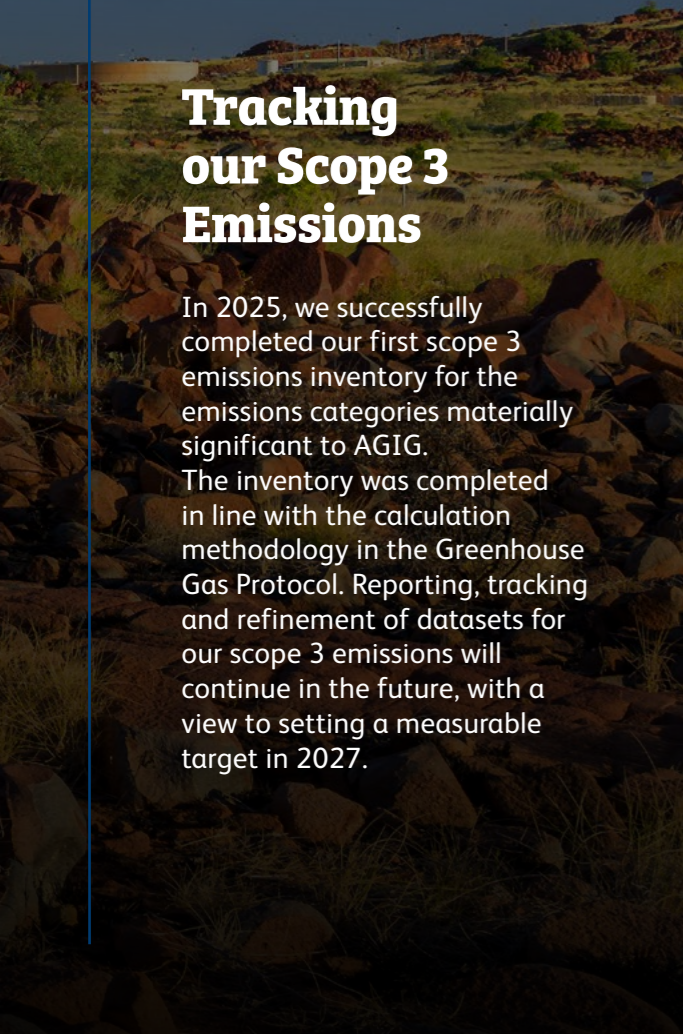 Tracking
our Scope 3
Emissions
In 2025, we successfully
completed our first scope 3
emissions inventory for the
emissions categories materially
significant to AGIG.
The inventory was completed
in line with the calculation
methodology in the Greenhouse
Gas Protocol. Reporting, tracking
and refinement of datasets for
our scope 3 emissions will
continue in the future, with a
view to setting a measurable
target in 2027.